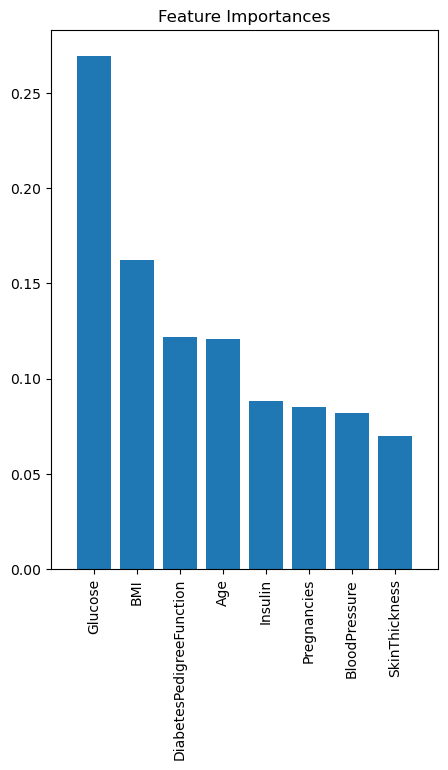 Feature Importances
0.25
0.20
0.15
0.10
0.05
0.00
Glucose
BMI
DiabetesPedigreeFunction
Age
Insulin
Pregnancies
BloodPressure
SkinThickness